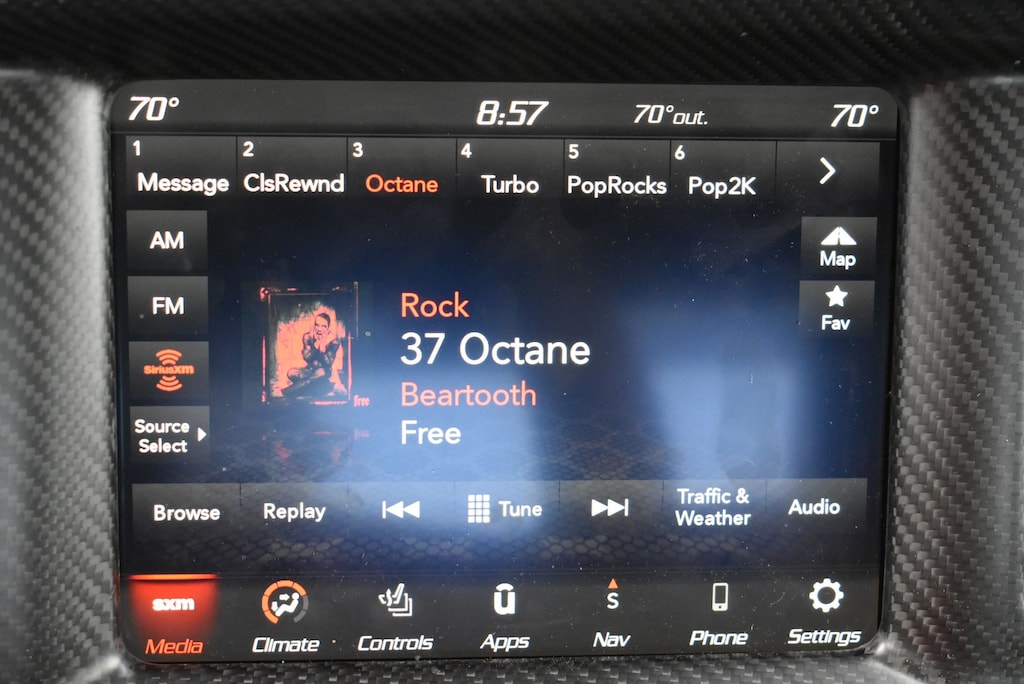 70° 8:57 70°out. 70°
1 2 3 4 5 6
Message ClsRewnd Octane Turbo PopRocks Pop2K
AM
Map
FM
Fav
SiriusXM
Source
Select
Rock
37 Octane
Beartooth
Free
free
Browse Replay Tune Traffic &
Weather Audio
sxm
S
Media Climate Controls Apps Nav Phone Settings